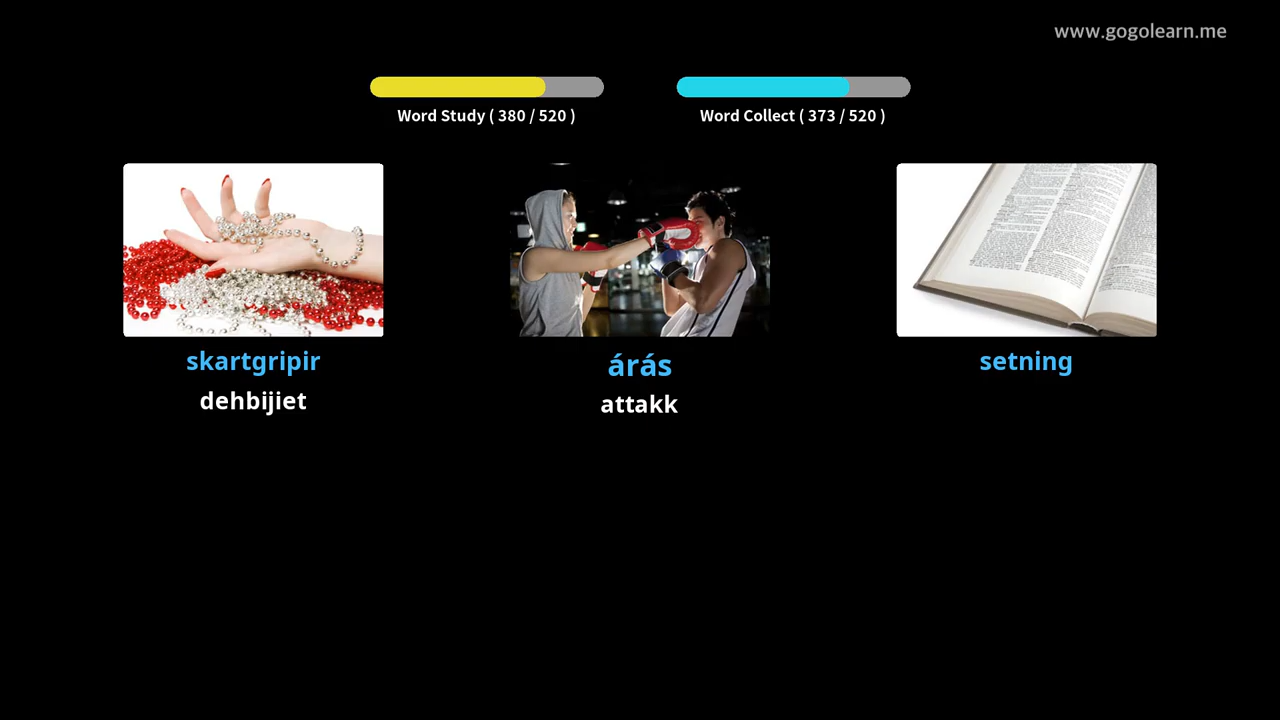 www.gogolearn.me
Word Study ( 380 / 520 )
Word Collect ( 373 / 520 )
skartgripir
dehbijiet
árás
attakk
setning